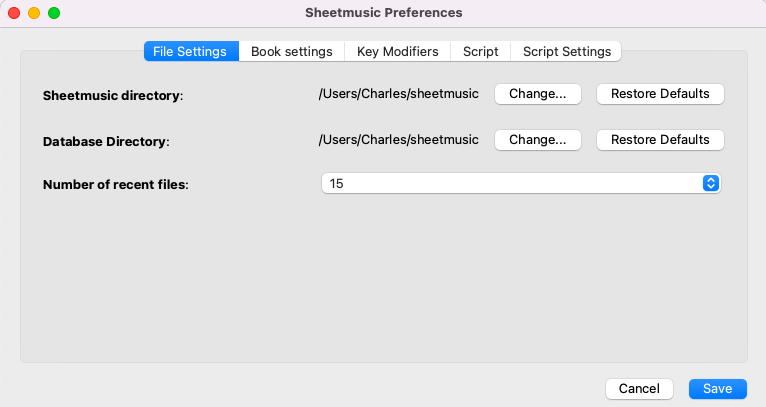 Sheetmusic Preferences
File Settings Book settings Key Modifiers Script Script Settings
Sheetmusic directory: /Users/Charles/sheetmusic Change... Restore Defaults
Database Directory: /Users/Charles/sheetmusic Change... Restore Defaults
Number of recent files: 15
Cancel Save